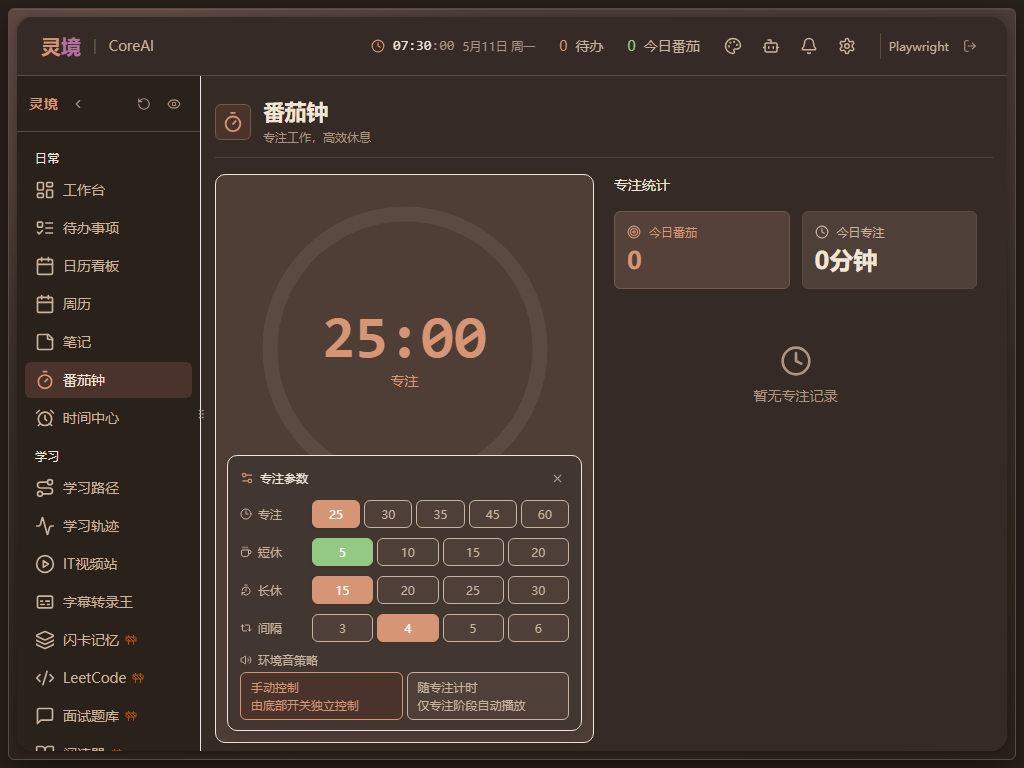 灵境 | CoreAI
07:30:00 5月11日 周一
0 待办
0 今日番茄
Playwright
灵境
日常
工作台
待办事项
日历看板
周历
笔记
番茄钟
时间中心
学习
学习路径
学习轨迹
IT视频站
字幕转录王
闪卡记忆
LeetCode
面试题库
番茄钟
专注工作，高效休息
25:00
专注
专注参数
专注 25 30 35 45 60
短休 5 10 15 20
长休 15 20 25 30
间隔 3 4 5 6
环境音策略
手动控制
由底部开关独立控制
随专注计时
仅专注阶段自动播放
专注统计
今日番茄
0
今日专注
0分钟
暂无专注记录